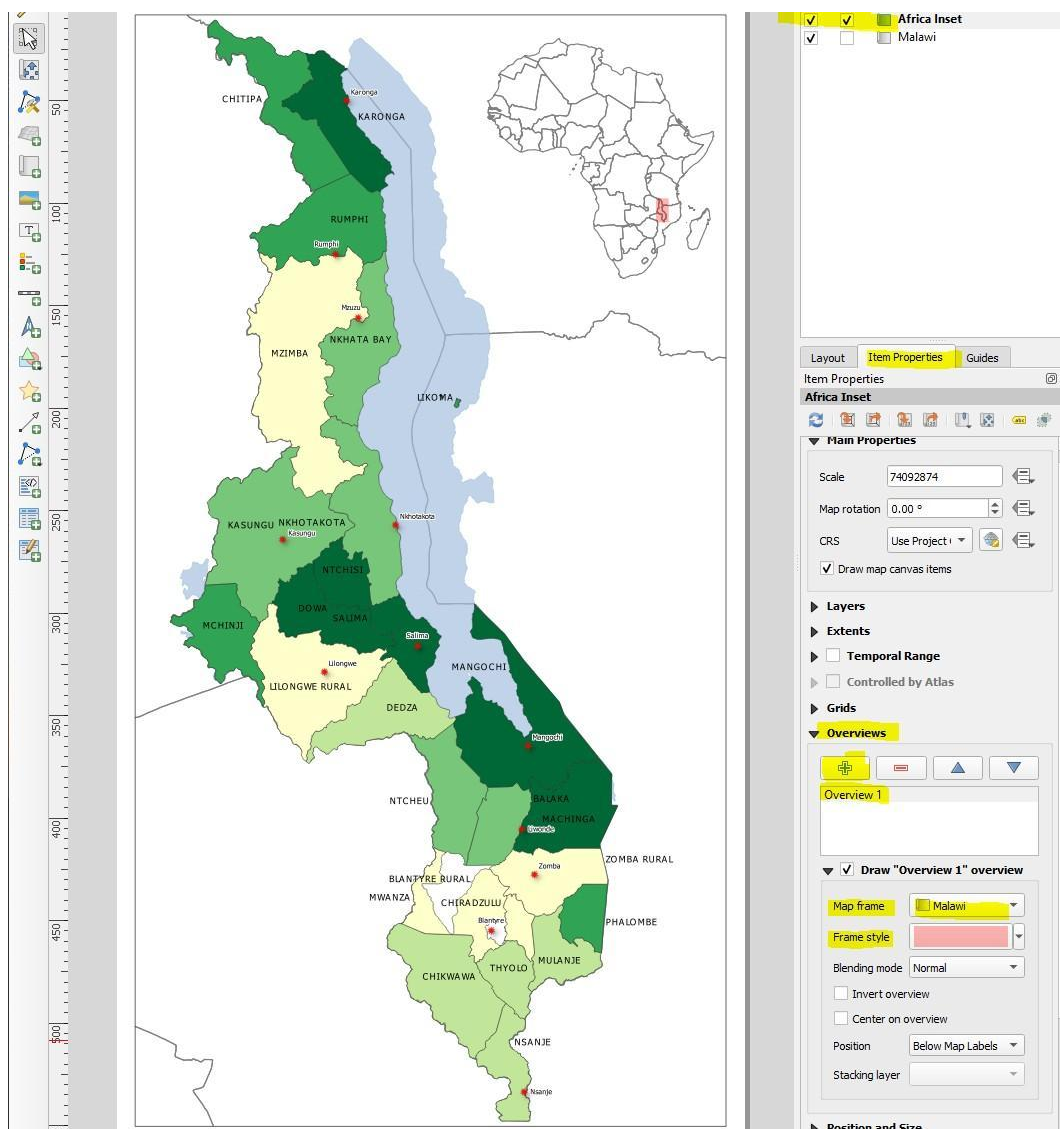 Africa Inset
Malawi
50
100
150
200
250
300
350
400
450
500
CHITIPA
Karonga
KARONGA
RUMPHI
Rumphi
Mzuzu
NKHATA BAY
MZIMBA
LIKOMA
Nkhotakota
KASUNGU NKHOTAKOTA
Kasungu
NTCHISI
DOWA
SALIMA
MCHINJI
Salima
Lilongwe
MANGOCHI
LILONGWE RURAL
DEDZA
Mangochi
NTCHEU
BALAKA
MACHINGA
Liwonde
ZOMBA RURAL
Zomba
BLANTYRE RURAL
MWANZA
CHIRADZULU
Blantyre
PHALOMBE
MULANJE
THYOLO
CHIKWAWA
NSANJE
Nsanje
Layout Item Properties Guides
Item Properties
Africa Inset
abc
Main Properties
Scale 74092874
Map rotation 0.00 °
CRS Use Project (
Draw map canvas items
Layers
Extents
Temporal Range
Controlled by Atlas
Grids
Overviews
Overview 1
Draw "Overview 1" overview
Map frame Malawi
Frame style
Blending mode Normal
Invert overview
Center on overview
Position Below Map Labels
Stacking layer
Position and Size